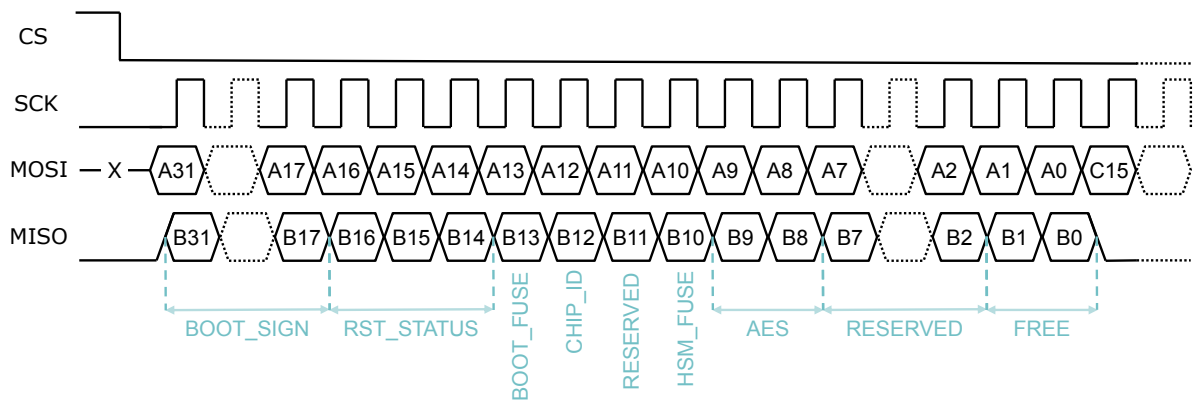 CS
SCK
MOSI X A31 A17 A16 A15 A14 A13 A12 A11 A10 A9 A8 A7 A2 A1 A0 C15
MISO B31 B17 B16 B15 B14 B13 B12 B11 B10 B9 B8 B7 B2 B1 B0
BOOT_SIGN RST_STATUS BOOT_FUSE CHIP_ID RESERVED HSM_FUSE AES RESERVED FREE